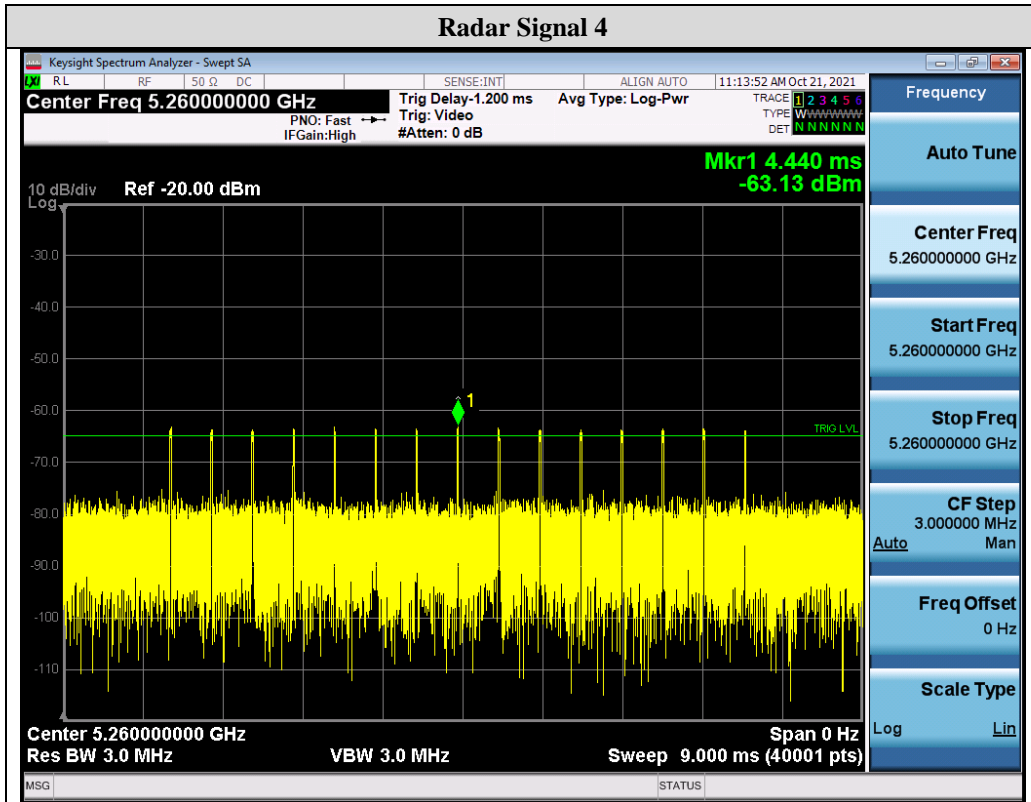 Radar Signal 4
Keysight Spectrum Analyzer - Swept SA
LXI RL RF 50 Ω DC SENSE:INT ALIGN AUTO 11:13:52 AM Oct 21, 2021
Center Freq 5.260000000 GHz
PNO: Fast
IFGain:High
Trig Delay-1.200 ms
Trig: Video
#Atten: 0 dB
Avg Type: Log-Pwr
TRACE 1 2 3 4 5 6
TYPE WWWWWW
DET N N N N N N
Mkr1 4.440 ms
-63.13 dBm
10 dB/div
Log
Ref -20.00 dBm
-30.0
-40.0
-50.0
-60.0
-70.0
-80.0
-90.0
-100
-110
1
TRIG LVL
Center 5.260000000 GHz
Span 0 Hz
Res BW 3.0 MHz
VBW 3.0 MHz
Sweep 9.000 ms (40001 pts)
MSG
STATUS
Frequency
Auto Tune
Center Freq
5.260000000 GHz
Start Freq
5.260000000 GHz
Stop Freq
5.260000000 GHz
CF Step
3.000000 MHz
Auto Man
Freq Offset
0 Hz
Scale Type
Log Lin